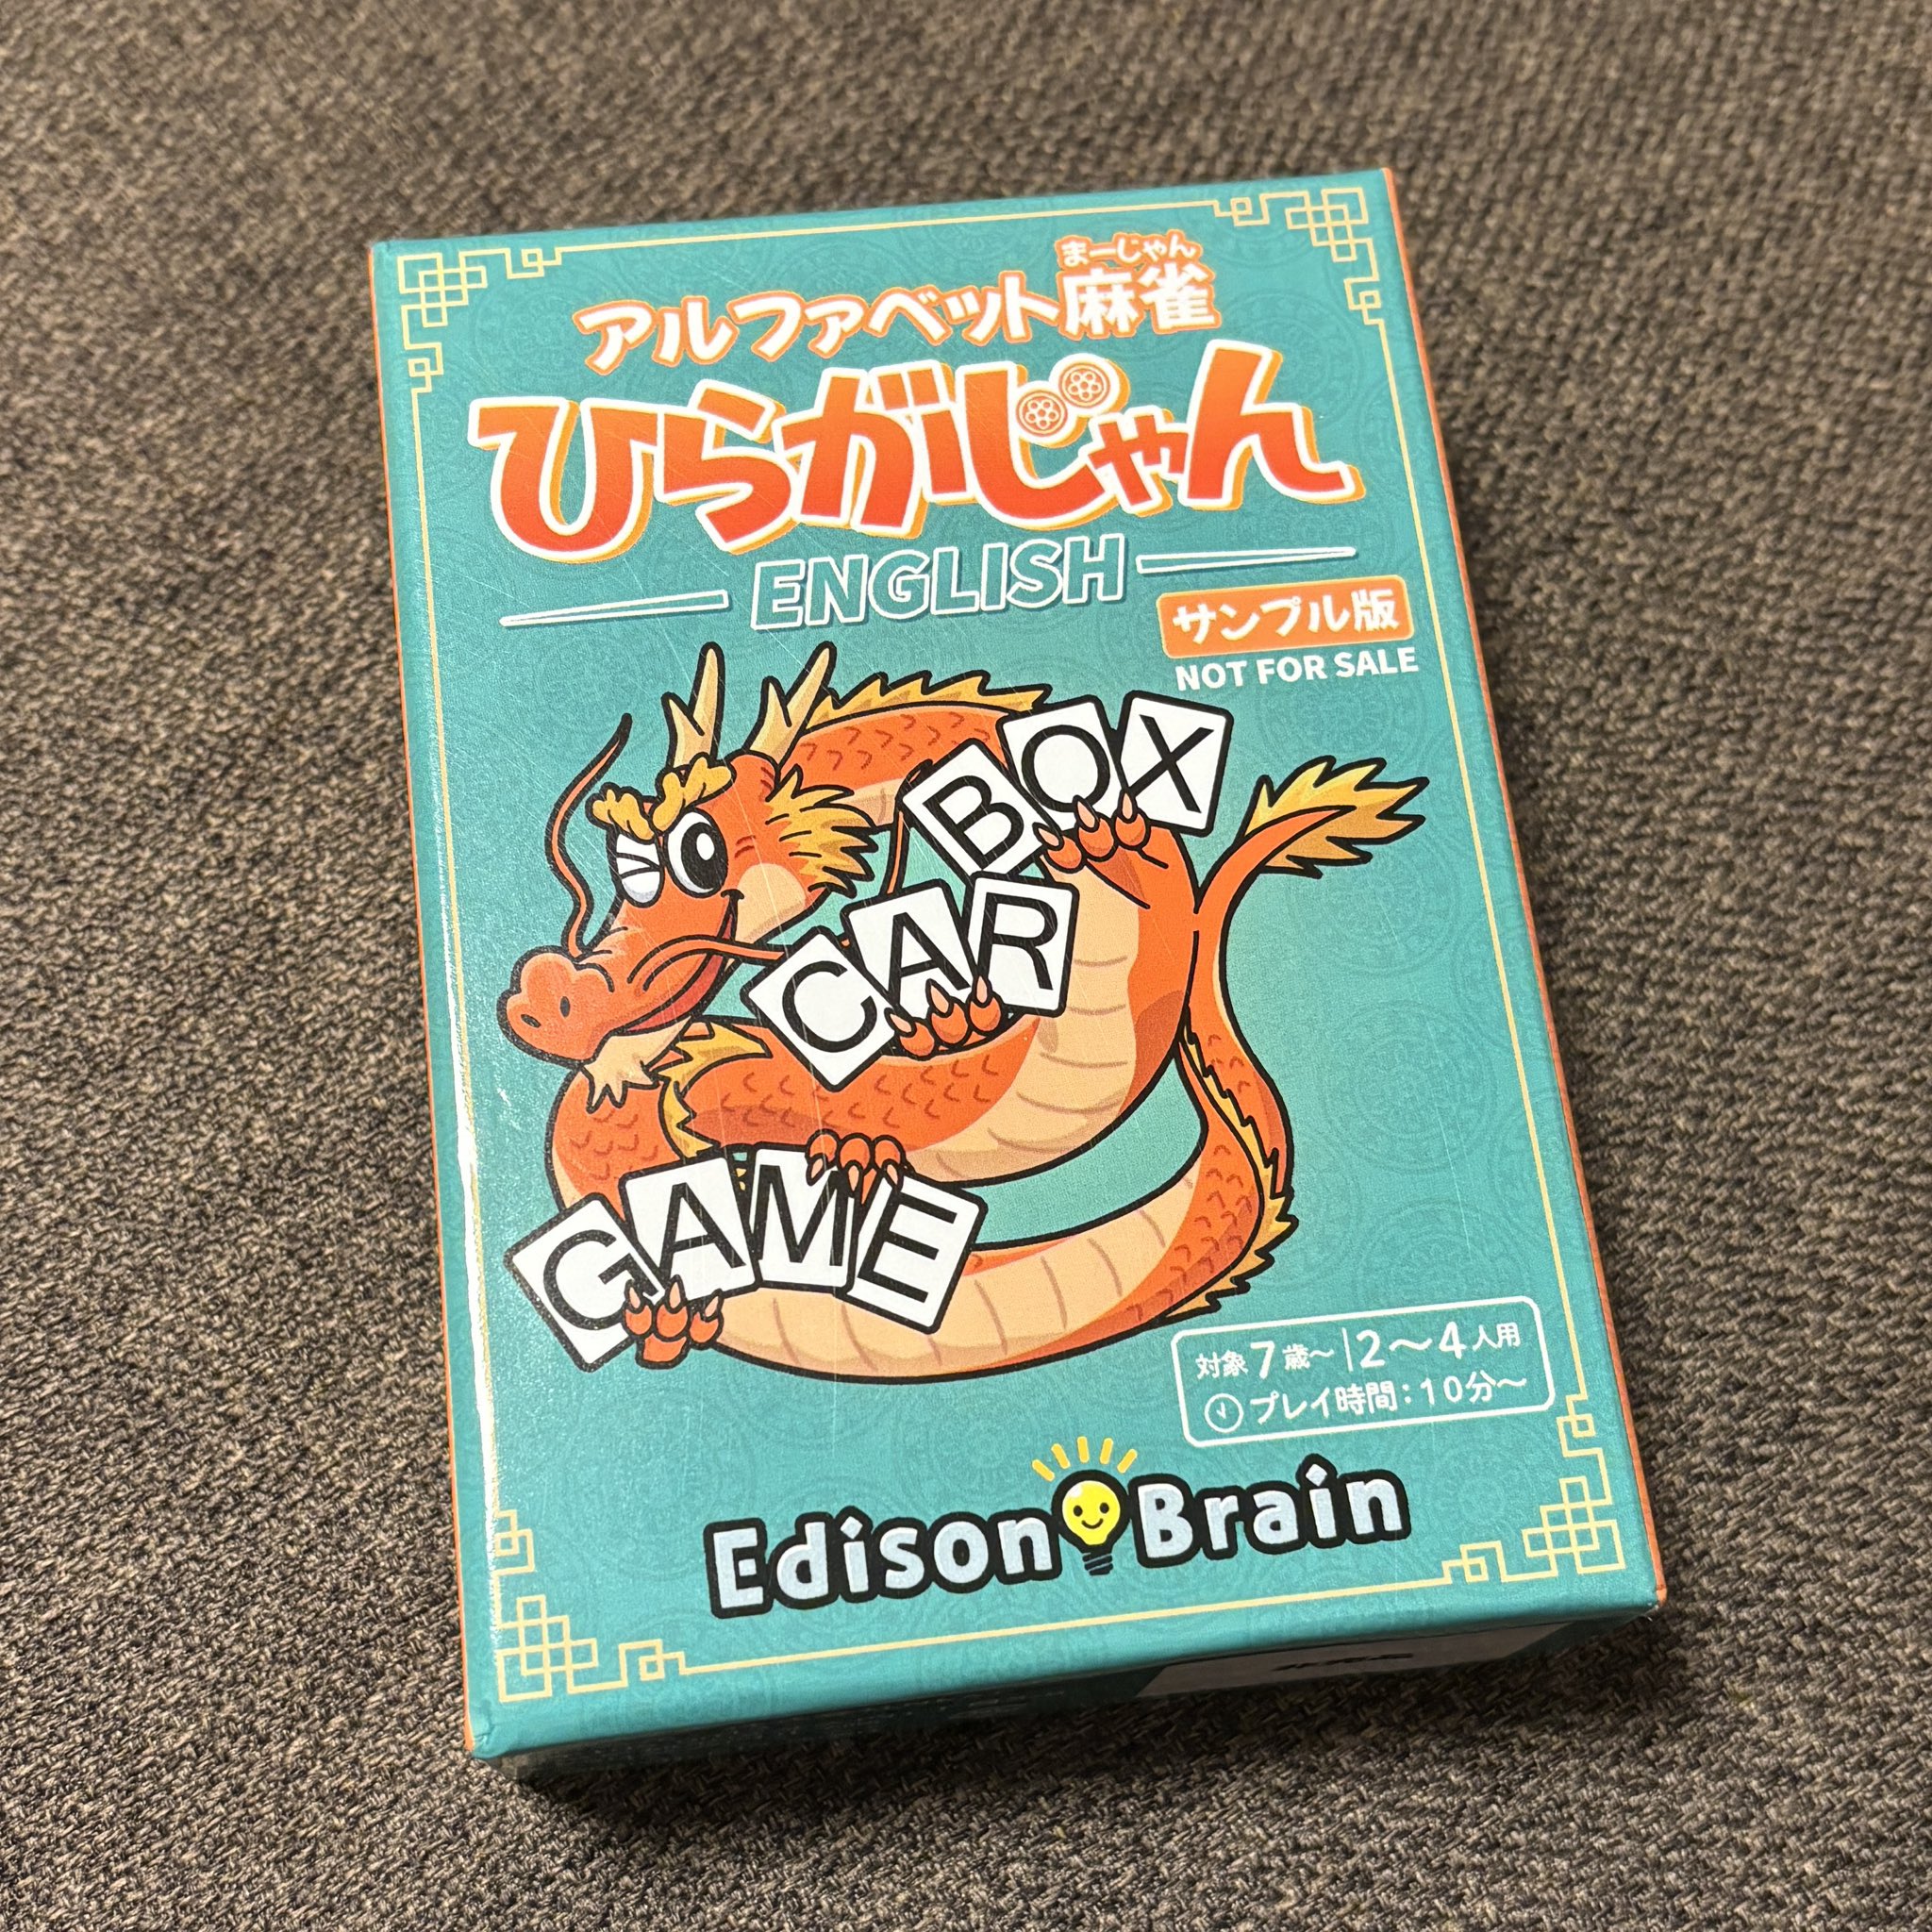 まーじゃん
アルファベット麻雀
ひらがじゃん
ENGLISH
サンプル版
NOT FOR SALE
BOX
CAR
GAME
対象7歳～|2～4人用
プレイ時間：10分～
Edison Brain